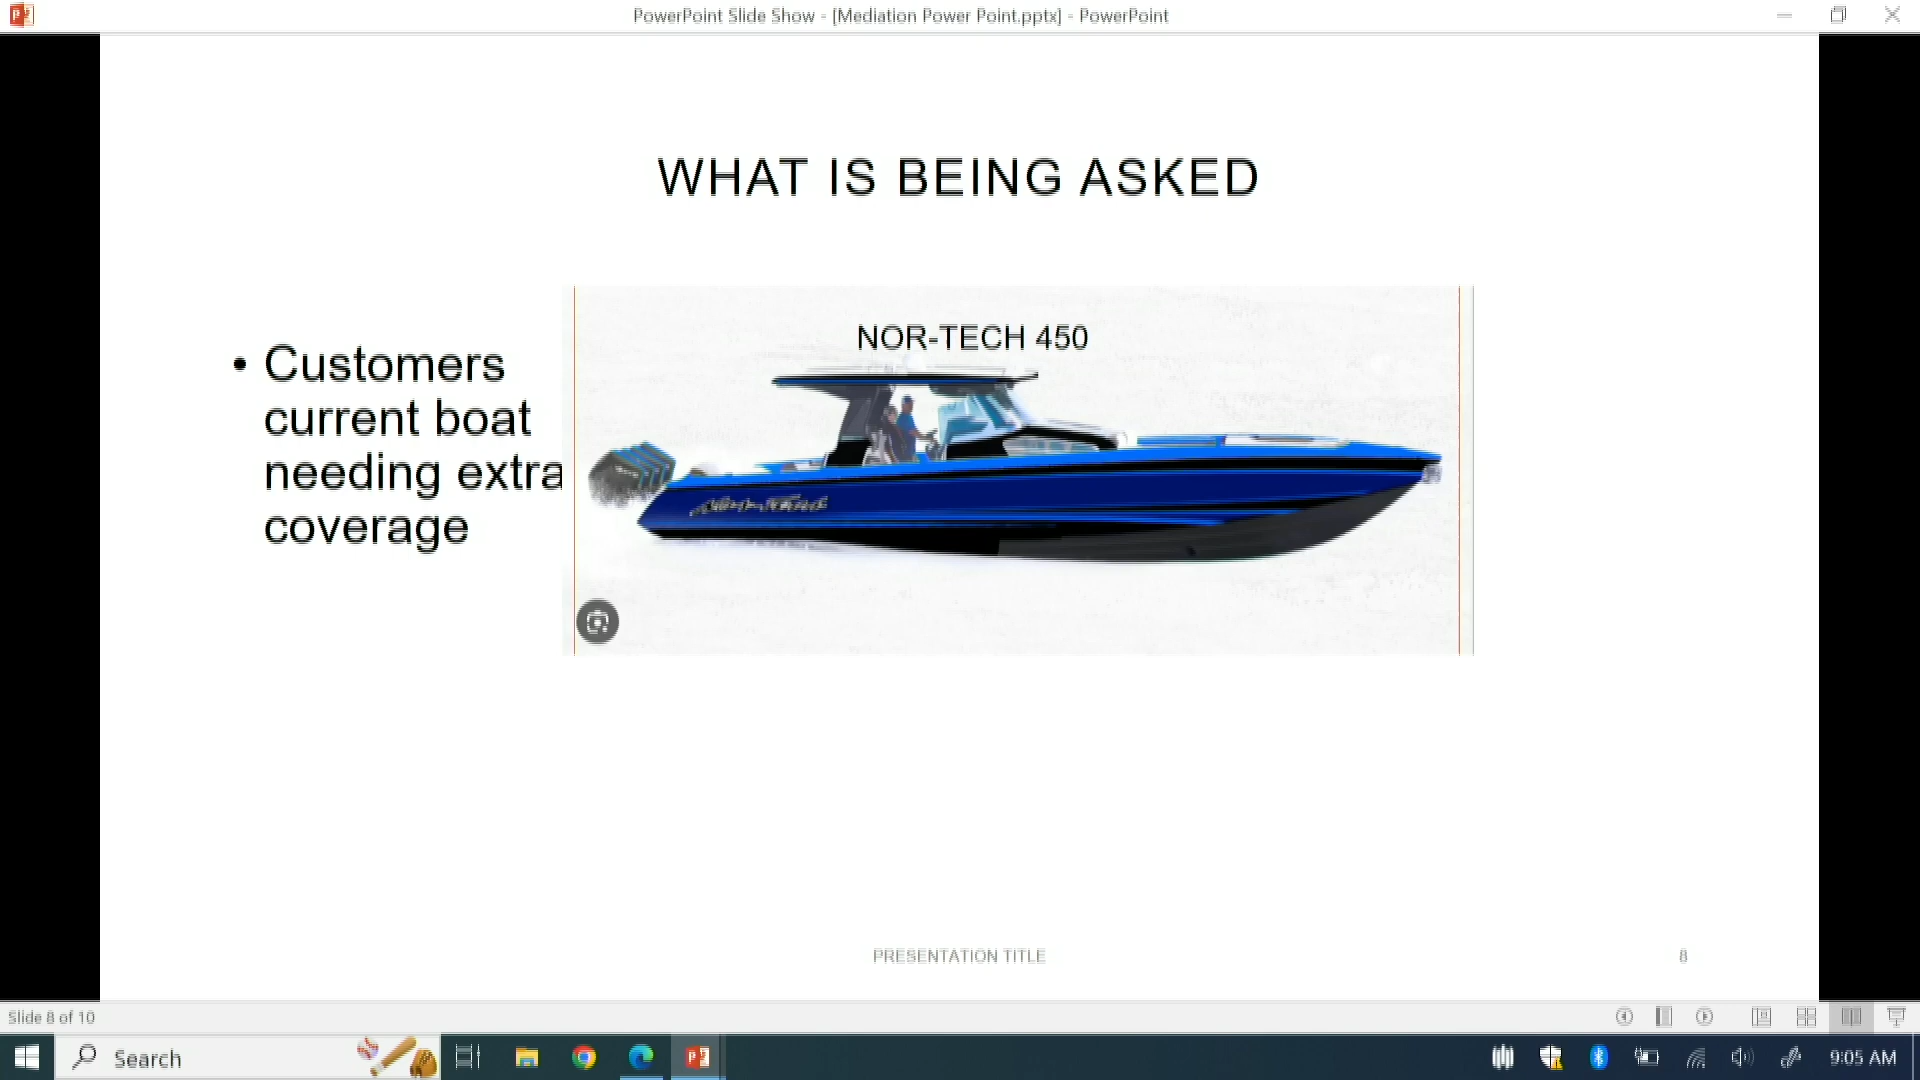 PowerPoint Slide Show - [Mediation Power Point.pptx] - PowerPoint
WHAT IS BEING ASKED
NOR-TECH 450
• Customers
current boat
needing extra
coverage
PRESENTATION TITLE
8
Slide 8 of 10
Search
9:05 AM